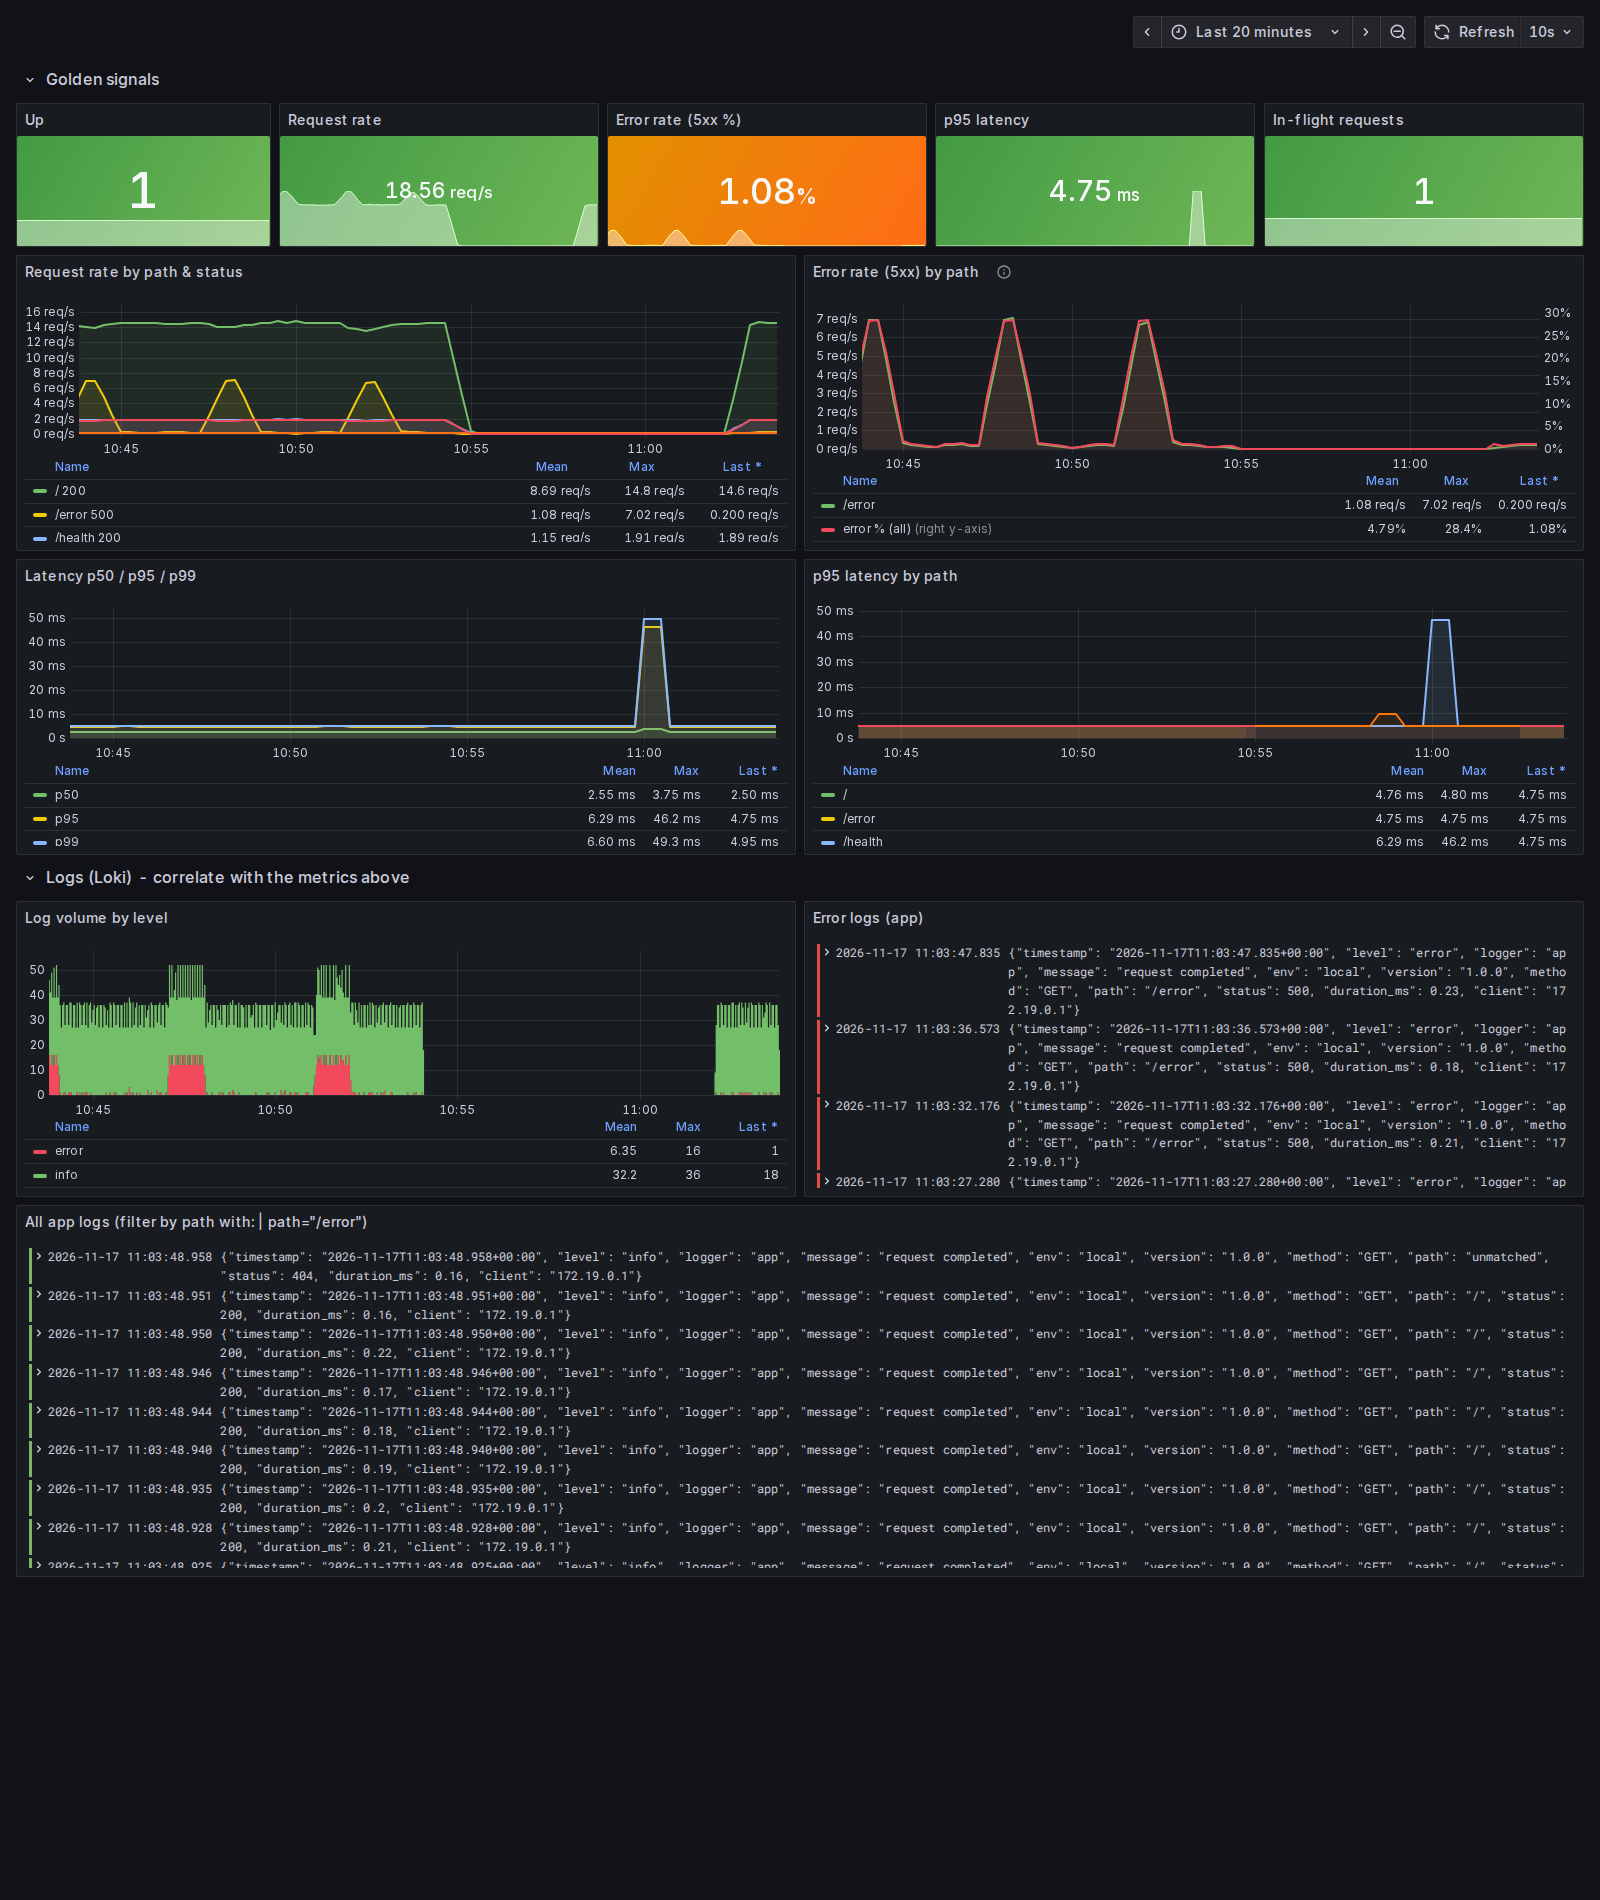 Last 20 minutes
Refresh
10s
Golden signals
Up
1
Request rate
18.56 req/s
Error rate (5xx %)
1.08%
p95 latency
4.75 ms
In-flight requests
1
Request rate by path & status
16 req/s
14 req/s
12 req/s
10 req/s
8 req/s
6 req/s
4 req/s
2 req/s
0 req/s
10:45 10:50 10:55 11:00
Name Mean Max Last *
/ 200 8.69 req/s 14.8 req/s 14.6 req/s
/error 500 1.08 req/s 7.02 req/s 0.200 req/s
/health 200 1.15 req/s 1.91 req/s 1.89 req/s
Error rate (5xx) by path
7 req/s
6 req/s
5 req/s
4 req/s
3 req/s
2 req/s
1 req/s
0 req/s
30%
25%
20%
15%
10%
5%
0%
10:45 10:50 10:55 11:00
Name Mean Max Last *
/error 1.08 req/s 7.02 req/s 0.200 req/s
error % (all) (right y-axis) 4.79% 28.4% 1.08%
Latency p50 / p95 / p99
50 ms
40 ms
30 ms
20 ms
10 ms
0 s
10:45 10:50 10:55 11:00
Name Mean Max Last *
p50 2.55 ms 3.75 ms 2.50 ms
p95 6.29 ms 46.2 ms 4.75 ms
p99 6.60 ms 49.3 ms 4.95 ms
p95 latency by path
50 ms
40 ms
30 ms
20 ms
10 ms
0 s
10:45 10:50 10:55 11:00
Name Mean Max Last *
/ 4.76 ms 4.80 ms 4.75 ms
/error 4.75 ms 4.75 ms 4.75 ms
/health 6.29 ms 46.2 ms 4.75 ms
Logs (Loki) - correlate with the metrics above
Log volume by level
50
40
30
20
10
0
10:45 10:50 10:55 11:00
Name Mean Max Last *
error 6.35 16 1
info 32.2 36 18
Error logs (app)
2026-11-17 11:03:47.835 {"timestamp": "2026-11-17T11:03:47.835+00:00", "level": "error", "logger": "ap
p", "message": "request completed", "env": "local", "version": "1.0.0", "metho
d": "GET", "path": "/error", "status": 500, "duration_ms": 0.23, "client": "17
2.19.0.1"}
2026-11-17 11:03:36.573 {"timestamp": "2026-11-17T11:03:36.573+00:00", "level": "error", "logger": "ap
p", "message": "request completed", "env": "local", "version": "1.0.0", "metho
d": "GET", "path": "/error", "status": 500, "duration_ms": 0.18, "client": "17
2.19.0.1"}
2026-11-17 11:03:32.176 {"timestamp": "2026-11-17T11:03:32.176+00:00", "level": "error", "logger": "ap
p", "message": "request completed", "env": "local", "version": "1.0.0", "metho
d": "GET", "path": "/error", "status": 500, "duration_ms": 0.21, "client": "17
2.19.0.1"}
2026-11-17 11:03:27.280 {"timestamp": "2026-11-17T11:03:27.280+00:00", "level": "error", "logger": "ap
All app logs (filter by path with: | path="/error")
2026-11-17 11:03:48.958 {"timestamp": "2026-11-17T11:03:48.958+00:00", "level": "info", "logger": "app", "message": "request completed", "env": "local", "version": "1.0.0", "method": "GET", "path": "unmatched",
"status": 404, "duration_ms": 0.16, "client": "172.19.0.1"}
2026-11-17 11:03:48.951 {"timestamp": "2026-11-17T11:03:48.951+00:00", "level": "info", "logger": "app", "message": "request completed", "env": "local", "version": "1.0.0", "method": "GET", "path": "/", "status":
200, "duration_ms": 0.16, "client": "172.19.0.1"}
2026-11-17 11:03:48.950 {"timestamp": "2026-11-17T11:03:48.950+00:00", "level": "info", "logger": "app", "message": "request completed", "env": "local", "version": "1.0.0", "method": "GET", "path": "/", "status":
200, "duration_ms": 0.22, "client": "172.19.0.1"}
2026-11-17 11:03:48.946 {"timestamp": "2026-11-17T11:03:48.946+00:00", "level": "info", "logger": "app", "message": "request completed", "env": "local", "version": "1.0.0", "method": "GET", "path": "/", "status":
200, "duration_ms": 0.17, "client": "172.19.0.1"}
2026-11-17 11:03:48.944 {"timestamp": "2026-11-17T11:03:48.944+00:00", "level": "info", "logger": "app", "message": "request completed", "env": "local", "version": "1.0.0", "method": "GET", "path": "/", "status":
200, "duration_ms": 0.18, "client": "172.19.0.1"}
2026-11-17 11:03:48.940 {"timestamp": "2026-11-17T11:03:48.940+00:00", "level": "info", "logger": "app", "message": "request completed", "env": "local", "version": "1.0.0", "method": "GET", "path": "/", "status":
200, "duration_ms": 0.19, "client": "172.19.0.1"}
2026-11-17 11:03:48.935 {"timestamp": "2026-11-17T11:03:48.935+00:00", "level": "info", "logger": "app", "message": "request completed", "env": "local", "version": "1.0.0", "method": "GET", "path": "/", "status":
200, "duration_ms": 0.2, "client": "172.19.0.1"}
2026-11-17 11:03:48.928 {"timestamp": "2026-11-17T11:03:48.928+00:00", "level": "info", "logger": "app", "message": "request completed", "env": "local", "version": "1.0.0", "method": "GET", "path": "/", "status":
200, "duration_ms": 0.21, "client": "172.19.0.1"}
2026-11-17 11:03:48.925 {"timestamp": "2026-11-17T11:03:48.925+00:00", "level": "info", "logger": "app", "message": "request completed", "env": "local", "version": "1.0.0", "method": "GET", "path": "/", "status":